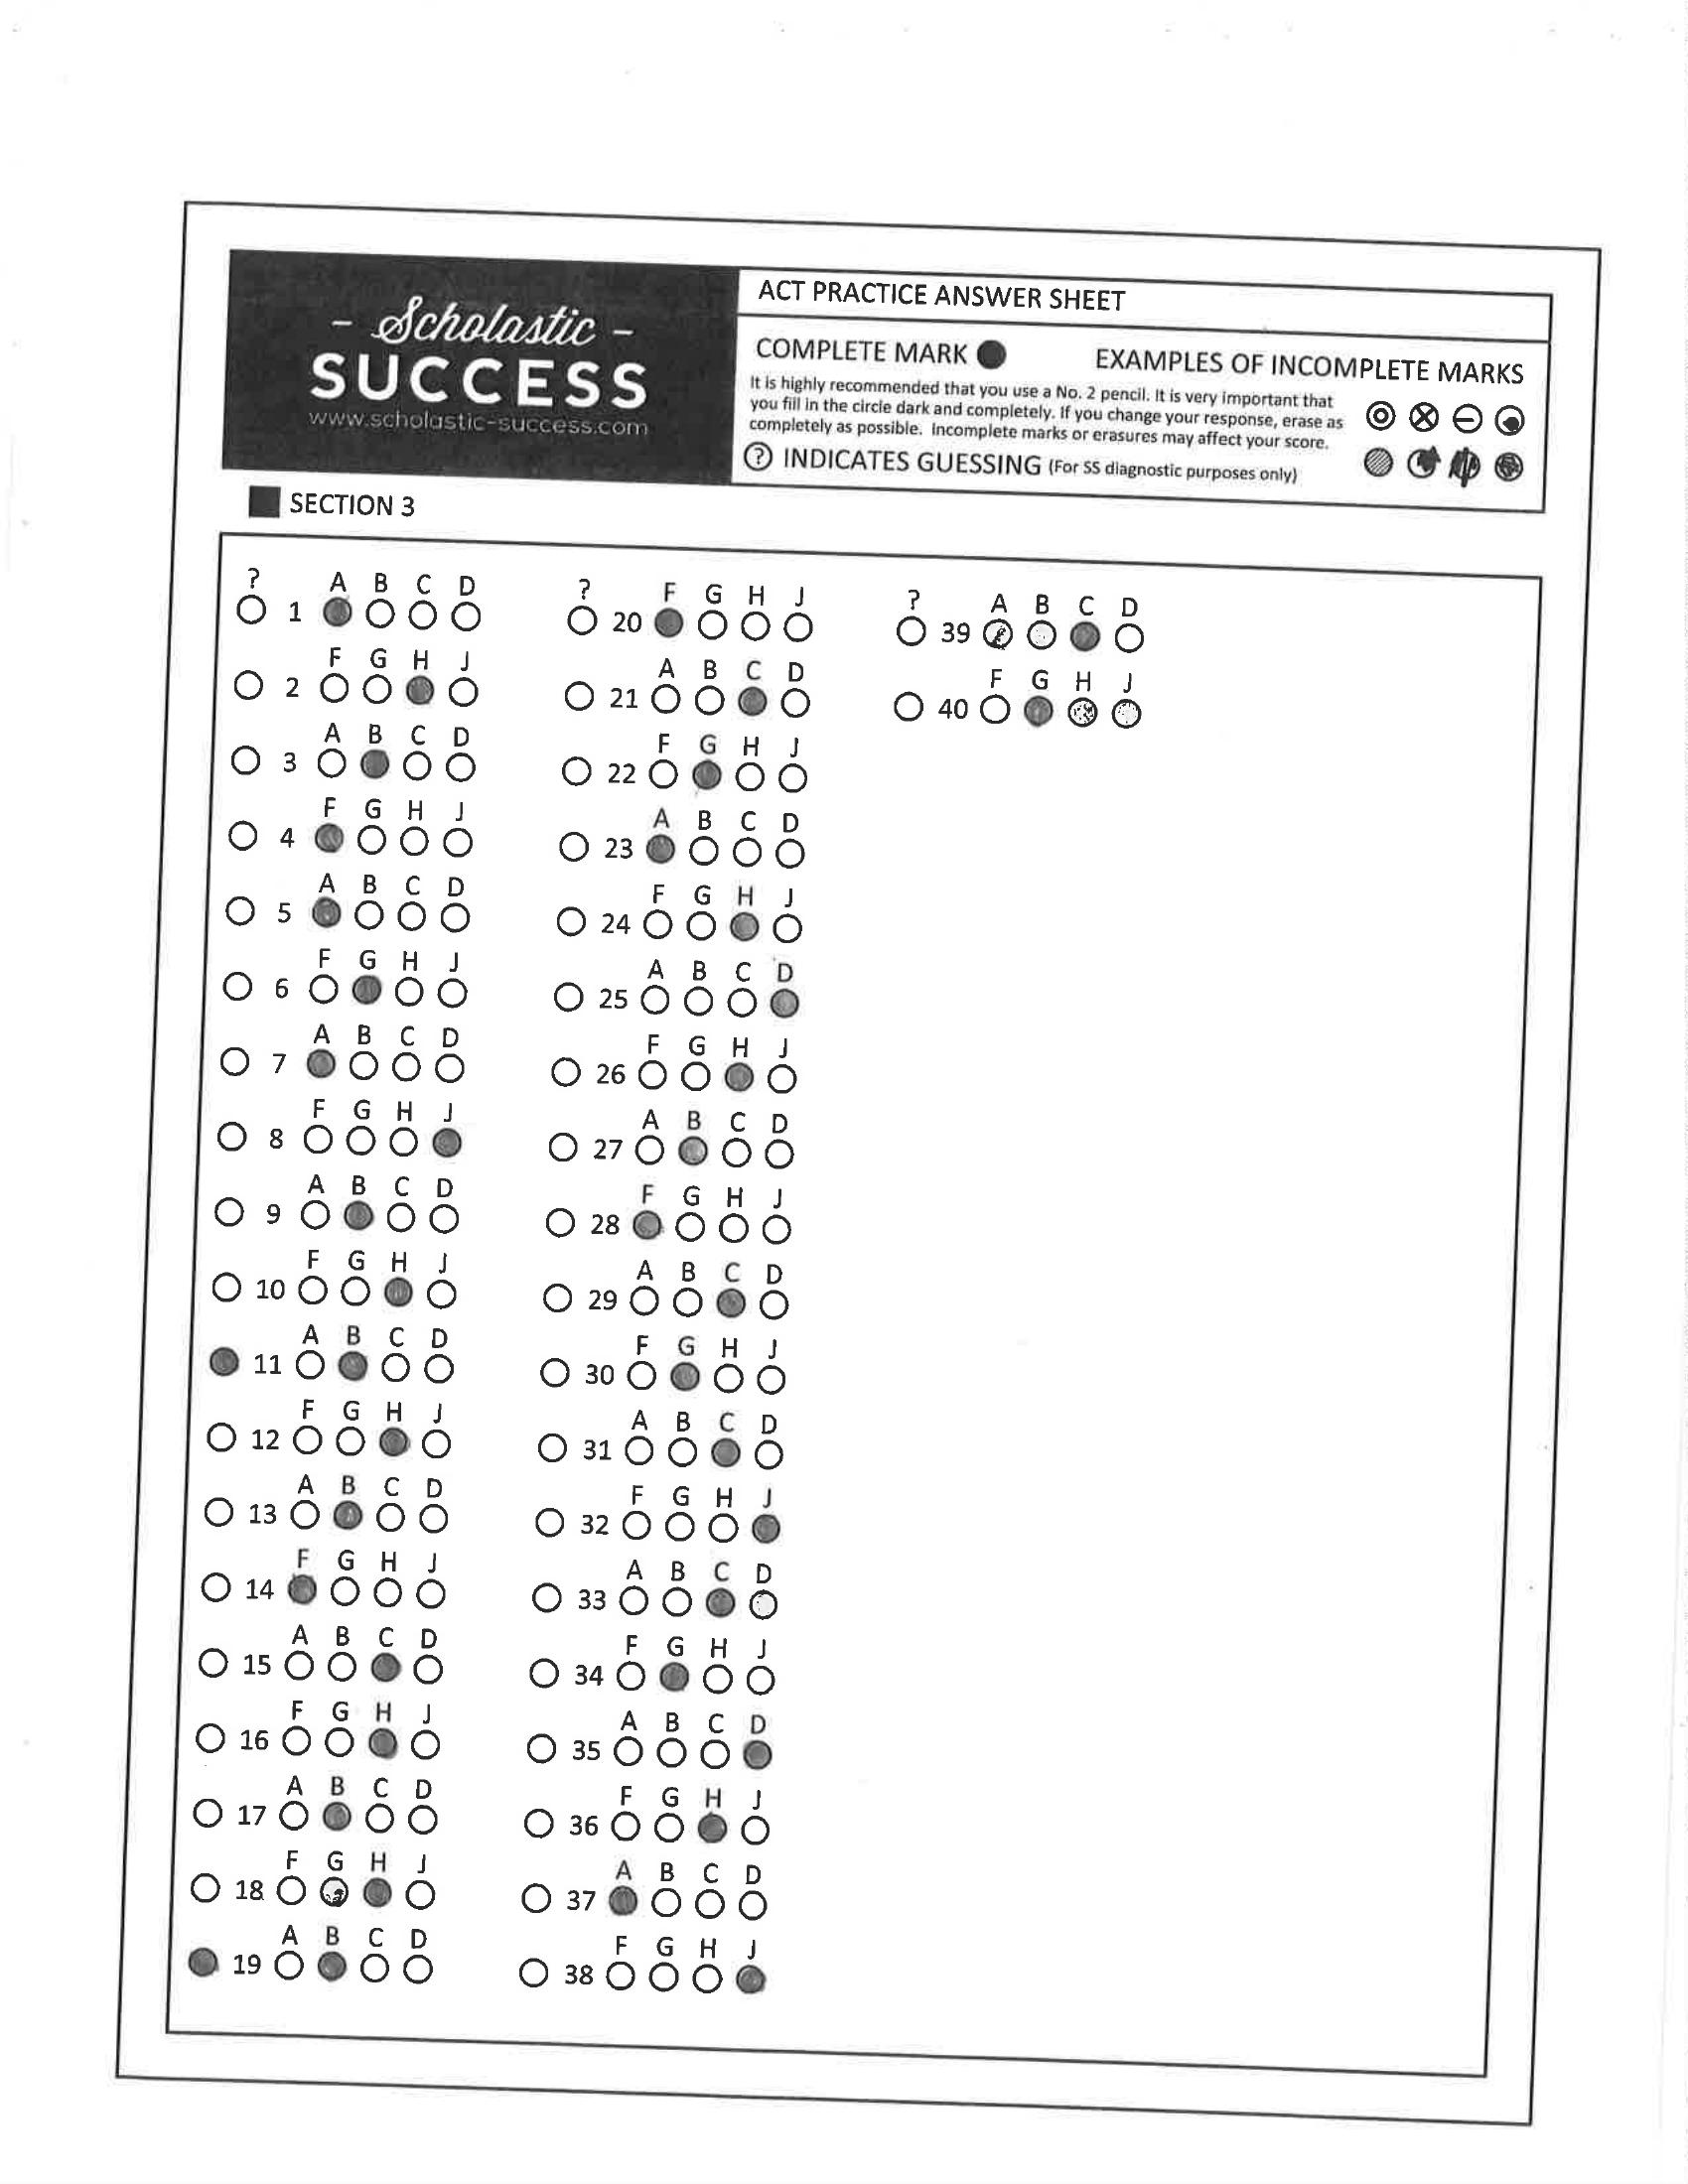 - Scholastic -
SUCCESS
www.scholastic-success.com
ACT PRACTICE ANSWER SHEET
COMPLETE MARK
EXAMPLES OF INCOMPLETE MARKS
It is highly recommended that you use a No. 2 pencil. It is very important that
you fill in the circle dark and completely. If you change your response, erase as
completely as possible. Incomplete marks or erasures may affect your score.
? INDICATES GUESSING (For SS diagnostic purposes only)
SECTION 3
? A B C D
1
F G H J
2
A B C D
3
F G H J
4
A B C D
5
F G H J
6
A B C D
7
F G H J
8
A B C D
9
F G H J
10
A B C D
11
F G H J
12
A B C D
13
F G H J
14
A B C D
15
F G H J
16
A B C D
17
F G H J
18
A B C D
19
? F G H J
20
A B C D
21
F G H J
22
A B C D
23
F G H J
24
A B C D
25
F G H J
26
A B C D
27
F G H J
28
A B C D
29
F G H J
30
A B C D
31
F G H J
32
A B C D
33
F G H J
34
A B C D
35
F G H J
36
A B C D
37
F G H J
38
? A B C D
39
F G H J
40